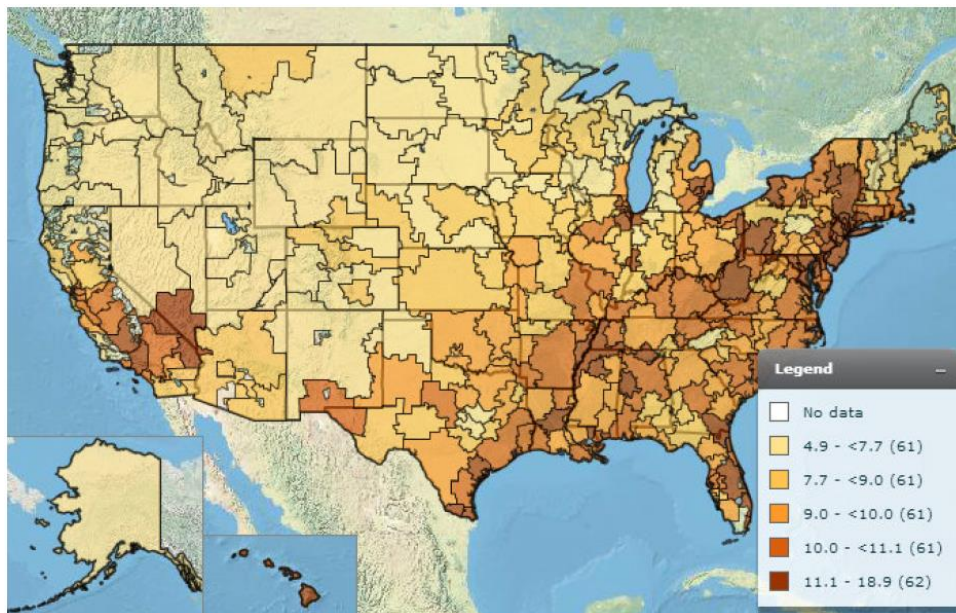 Legend –
No data
4.9 - <7.7 (61)
7.7 - <9.0 (61)
9.0 - <10.0 (61)
10.0 - <11.1 (61)
11.1 - 18.9 (62)